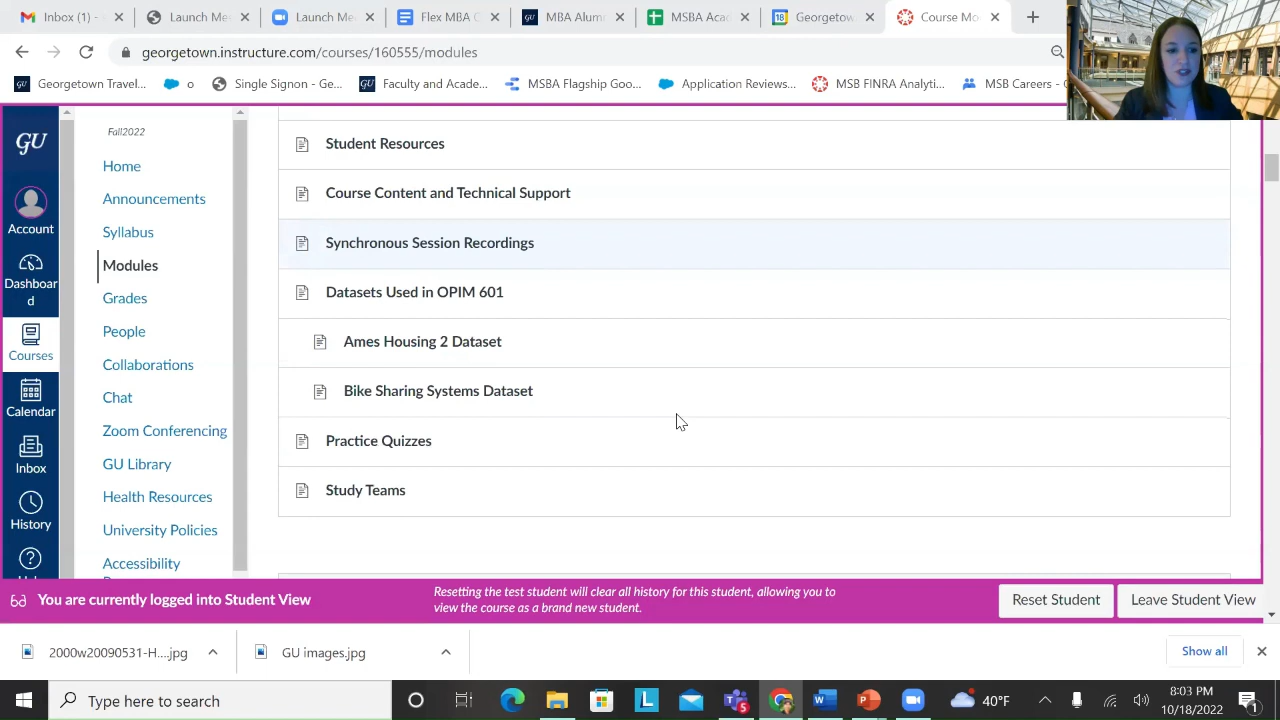 Inbox (1
Launch Me
Launch Me
Flex MBA C
MBA Alum
MSBA Aca
Georgetow
Course Mo
georgetown.instructure.com/courses/160555/modules
Georgetown Travel...
o
Single Signon - Ge...
Faculty and Acade...
MSBA Flagship Goo...
Application Reviews...
MSB FINRA Analyti...
MSB Careers - G
GU
Account
Dashboar
d
Courses
Calendar
Inbox
History
Fall2022
Home
Announcements
Syllabus
Modules
Grades
People
Collaborations
Chat
Zoom Conferencing
GU Library
Health Resources
University Policies
Accessibility
Student Resources
Course Content and Technical Support
Synchronous Session Recordings
Datasets Used in OPIM 601
Ames Housing 2 Dataset
Bike Sharing Systems Dataset
Practice Quizzes
Study Teams
You are currently logged into Student View
Resetting the test student will clear all history for this student, allowing you to
view the course as a brand new student.
Reset Student
Leave Student View
2000w20090531-H....jpg
GU images.jpg
Show all
Type here to search
40°F
8:03 PM
10/18/2022